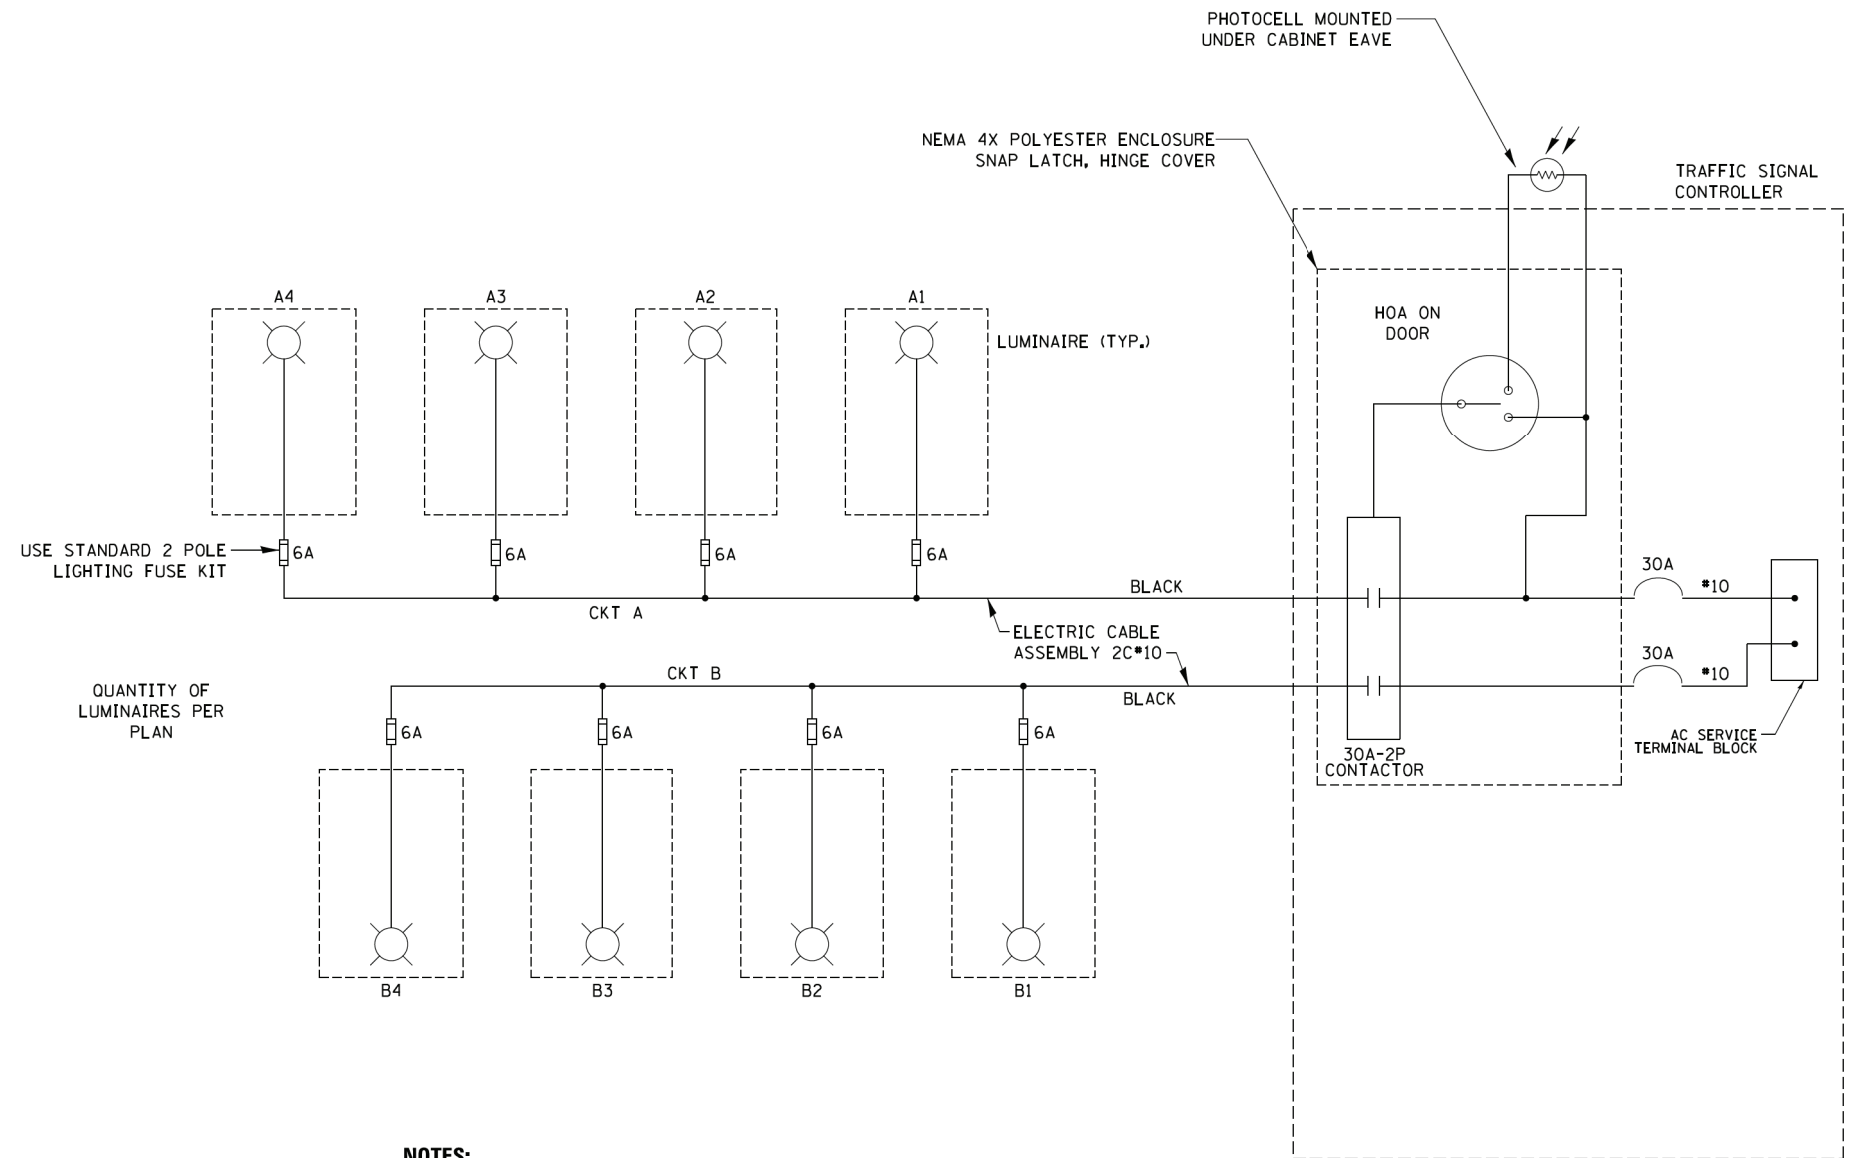 PHOTOCELL MOUNTED
UNDER CABINET EAVE
NEMA 4X POLYESTER ENCLOSURE
SNAP LATCH, HINGE COVER
TRAFFIC SIGNAL
CONTROLLER
A4
A3
A2
A1
HOA ON
DOOR
LUMINAIRE (TYP.)
USE STANDARD 2 POLE
LIGHTING FUSE KIT
6A
6A
6A
6A
30A
#10
BLACK
CKT A
ELECTRIC CABLE
ASSEMBLY 2C#10
30A
#10
CKT B
BLACK
QUANTITY OF
LUMINAIRES PER
PLAN
6A
6A
6A
6A
AC SERVICE
TERMINAL BLOCK
30A-2P
CONTACTOR
B4
B3
B2
B1
NOTES: